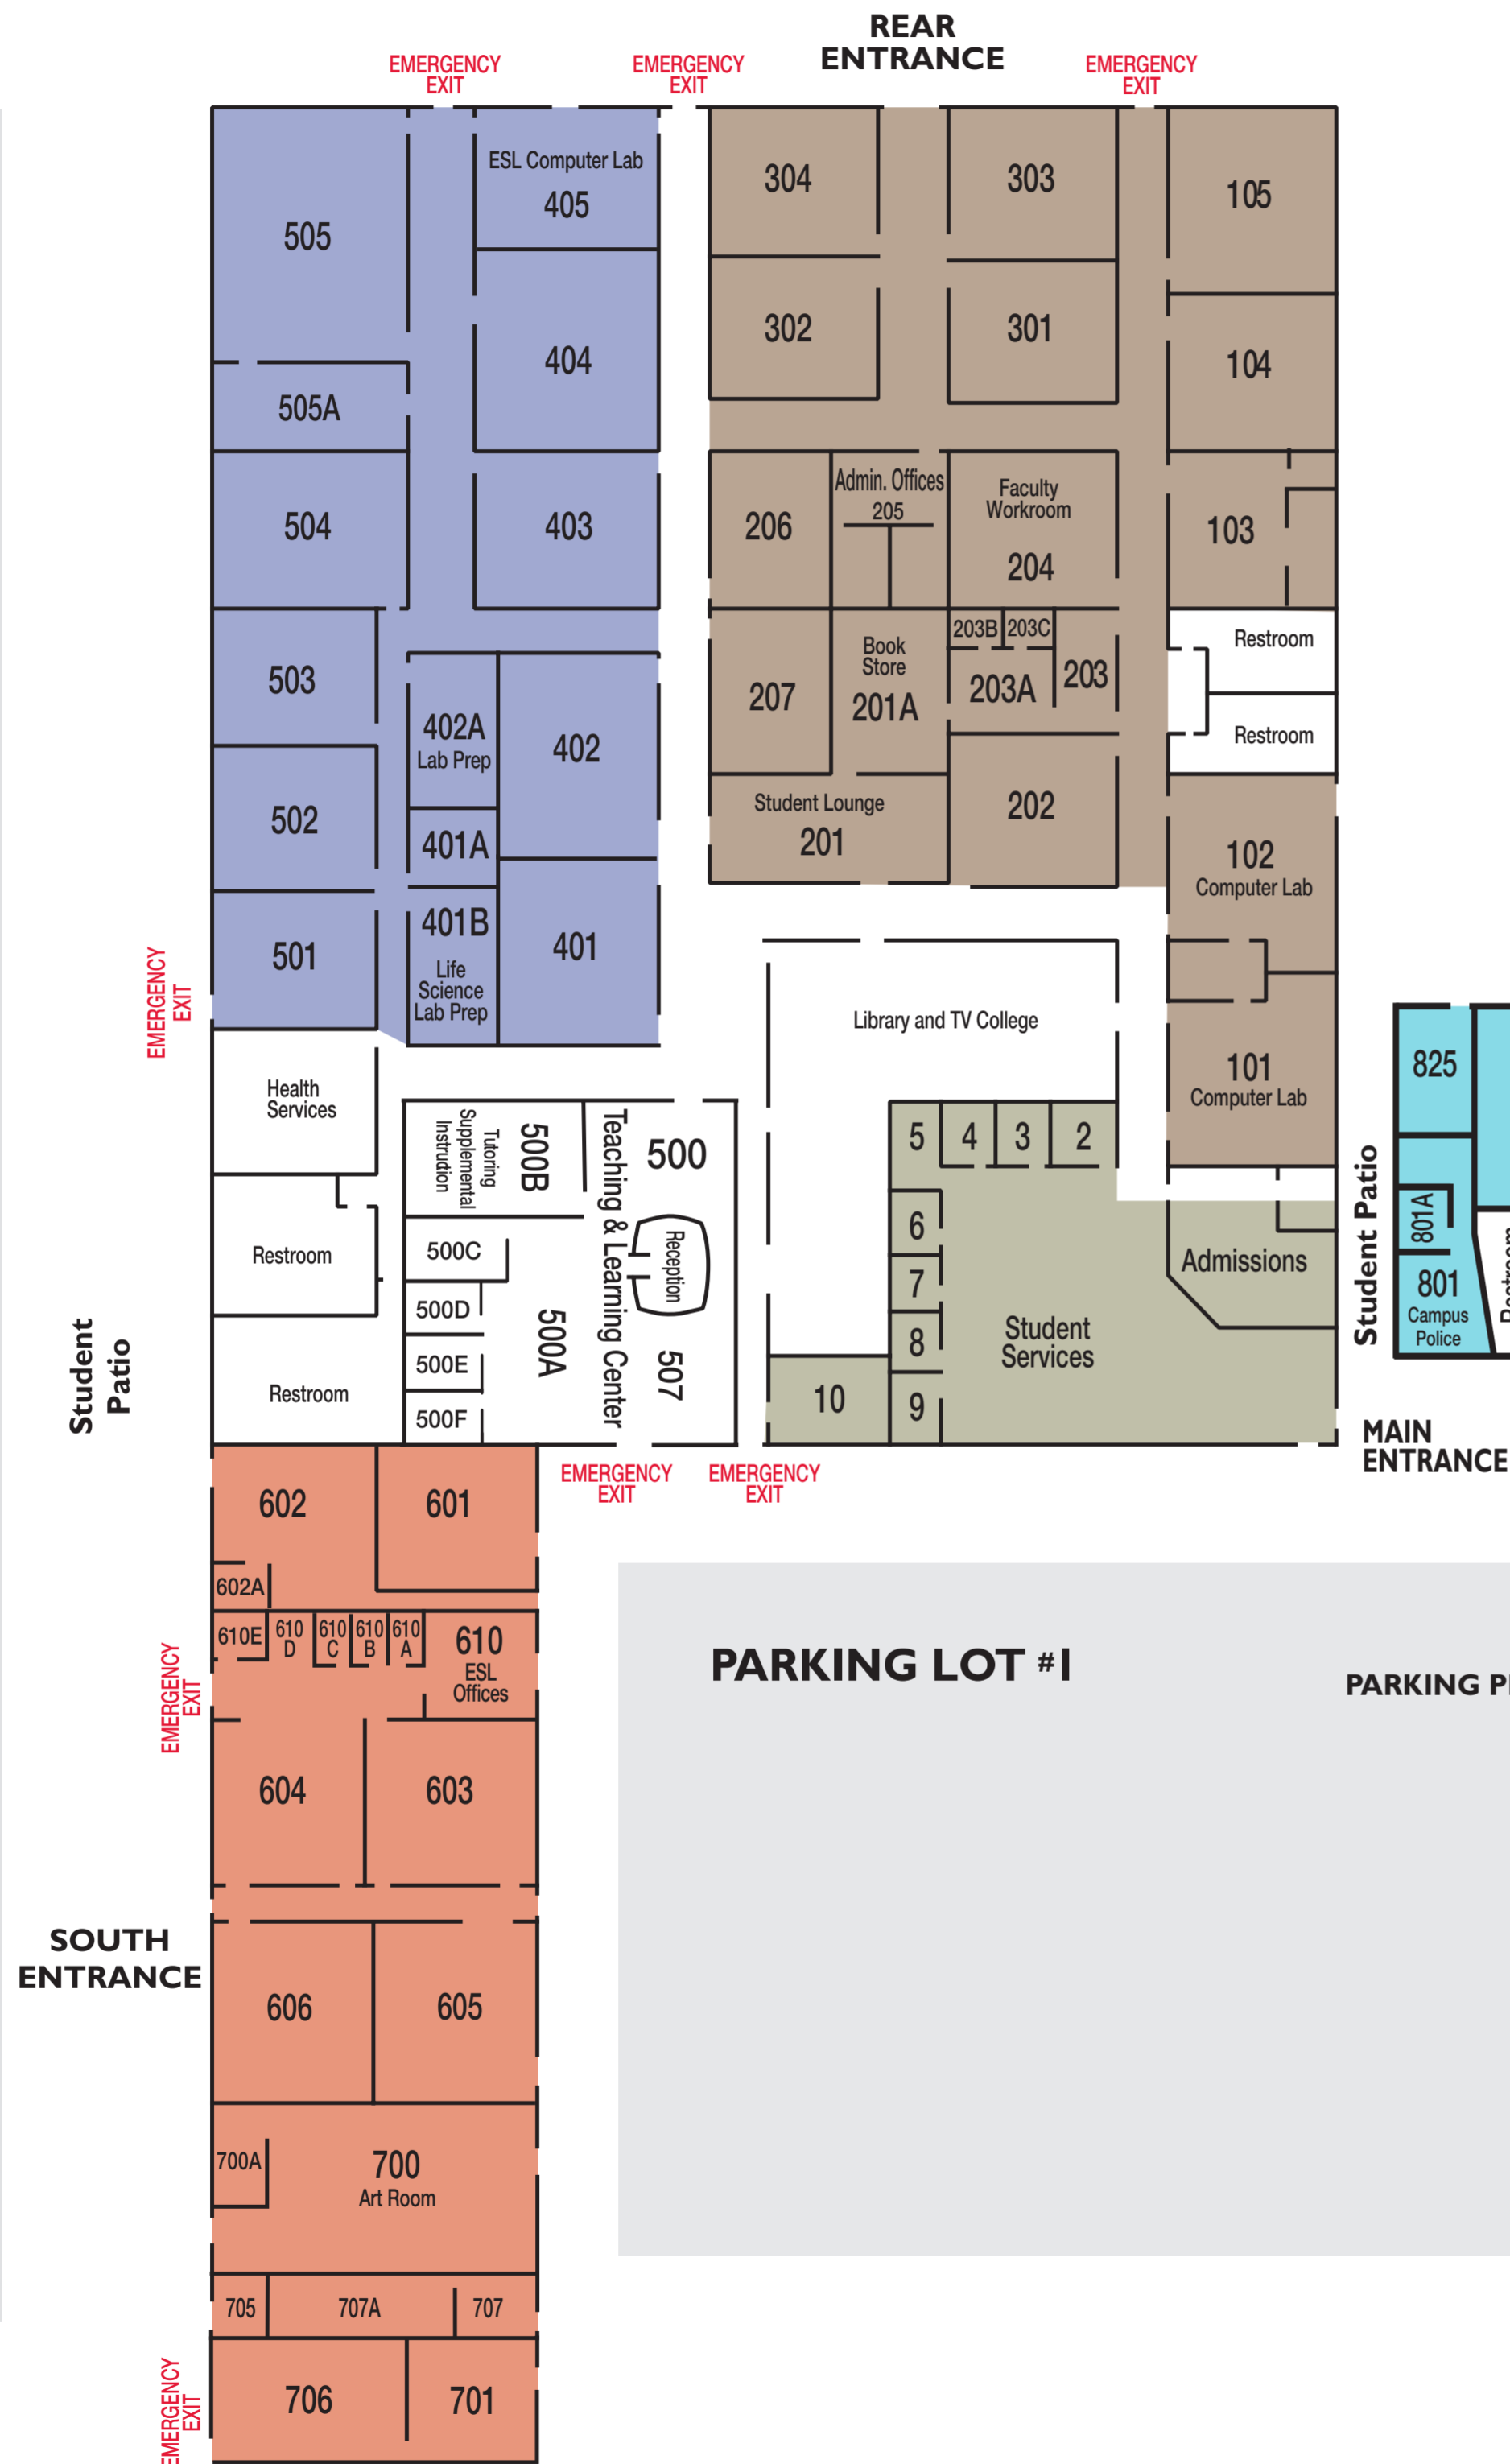 REAR
ENTRANCE
EMERGENCY
EXIT
EMERGENCY
EXIT
EMERGENCY
EXIT
505
ESL Computer Lab
405
304
303
105
505A
404
302
301
104
504
403
206
Admin. Offices
205
Faculty
Workroom
204
103
503
402A
Lab Prep
402
207
Book
Store
201A
203B
203C
203A
203
Restroom
Restroom
502
401A
Student Lounge
201
202
102
Computer Lab
501
401B
Life
Science
Lab Prep
401
EMERGENCY
EXIT
Library and TV College
101
Computer Lab
825
Health
Services
Tutoring
Supplemental
Instrudion
500B
Teaching & Learning Center
500
5
4
3
2
Restroom
500C
Reception
6
7
Admissions
Student Patio
801A
801
Campus
Police
500D
500E
500F
500A
507
8
9
10
Student
Services
Student
Patio
Restroom
MAIN
ENTRANCE
EMERGENCY
EXIT
EMERGENCY
EXIT
602
601
602A
610E
610
D
610
C
610
B
610
A
610
ESL
Offices
EMERGENCY
EXIT
PARKING LOT #1
PARKING
604
603
SOUTH
ENTRANCE
606
605
700A
700
Art Room
705
707A
707
706
701
EMERGENCY
EXIT